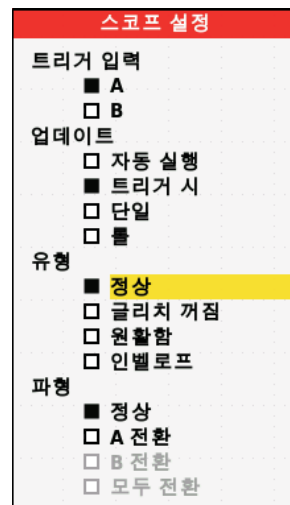 스코프 설정
트리거 입력
A
B
업데이트
자동 실행
트리거 시
단일
롤
유형
정상
글리치 꺼짐
원활함
인벨로프
파형
정상
A 전환
B 전환
모두 전환